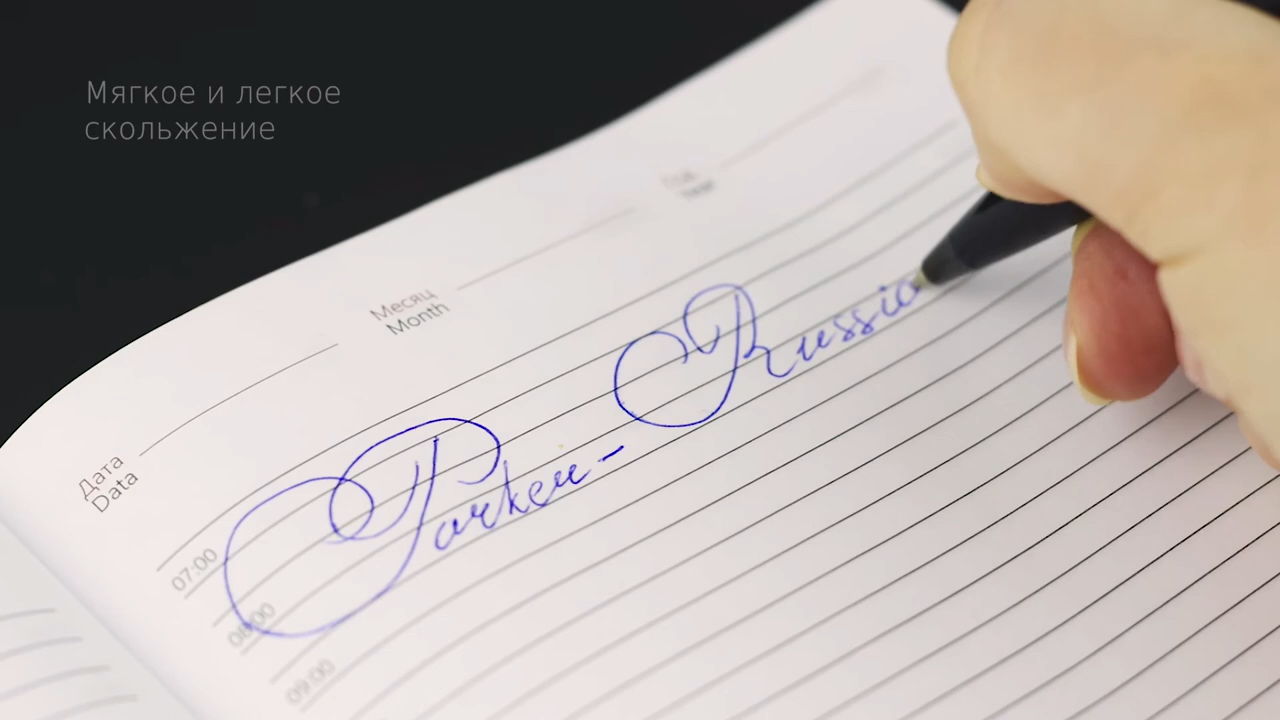 Мягкое и легкое
скольжение
Месяц
Month
Дата
Data
07:00
08:00
09:00
Parker-Russia